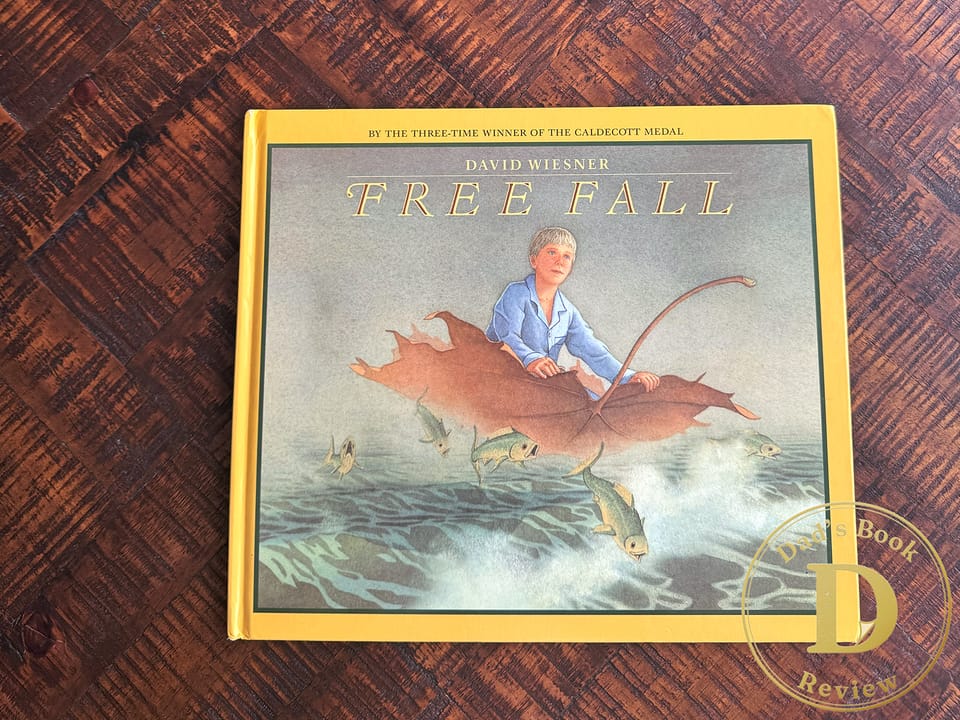 BY THE THREE-TIME WINNER OF THE CALDECOTT MEDAL
DAVID WIESNER
FREE FALL
Dad's Book
D
Review